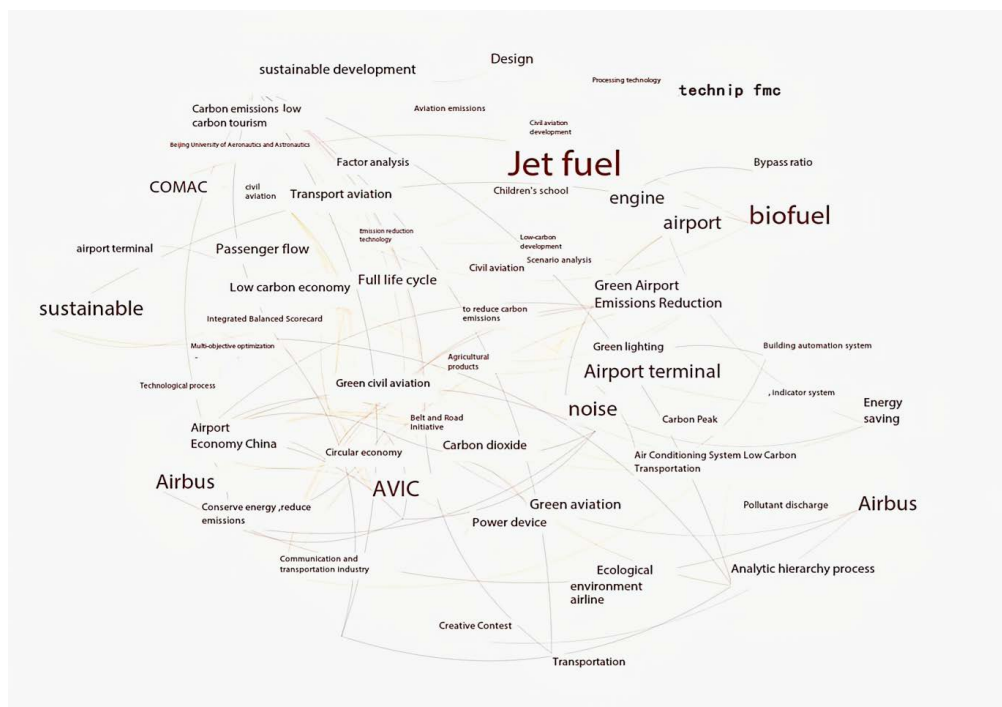 Design
sustainable development
Processing technology
technip fmc
Carbon emissions low
carbon tourism
Aviation emissions
Civil aviation
development
Beijing University of Aeronautics and Astronautics
Factor analysis
Jet fuel
Bypass ratio
COMAC
civil
aviation
Transport aviation
Children's school
engine
airport
biofuel
Emission reduction
technology
Low-carbon
development
airport terminal
Passenger flow
Scenario analysis
Civil aviation
Low carbon economy
Full life cycle
Green Airport
Emissions Reduction
sustainable
Integrated Balanced Scorecard
to reduce carbon
emissions
Multi-objective optimization
-
Green lighting
Building automation system
Agricultural
products
Airport terminal
Technological process
Green civil aviation
, indicator system
noise
Energy
saving
Belt and Road
Initiative
Carbon Peak
Airport
Economy China
Circular economy
Carbon dioxide
Air Conditioning System Low Carbon
Transportation
Airbus
AVIC
Conserve energy ,reduce
emissions
Green aviation
Power device
Pollutant discharge
Airbus
Communication and
transportation industry
Ecological
environment
airline
Analytic hierarchy process
Creative Contest
Transportation